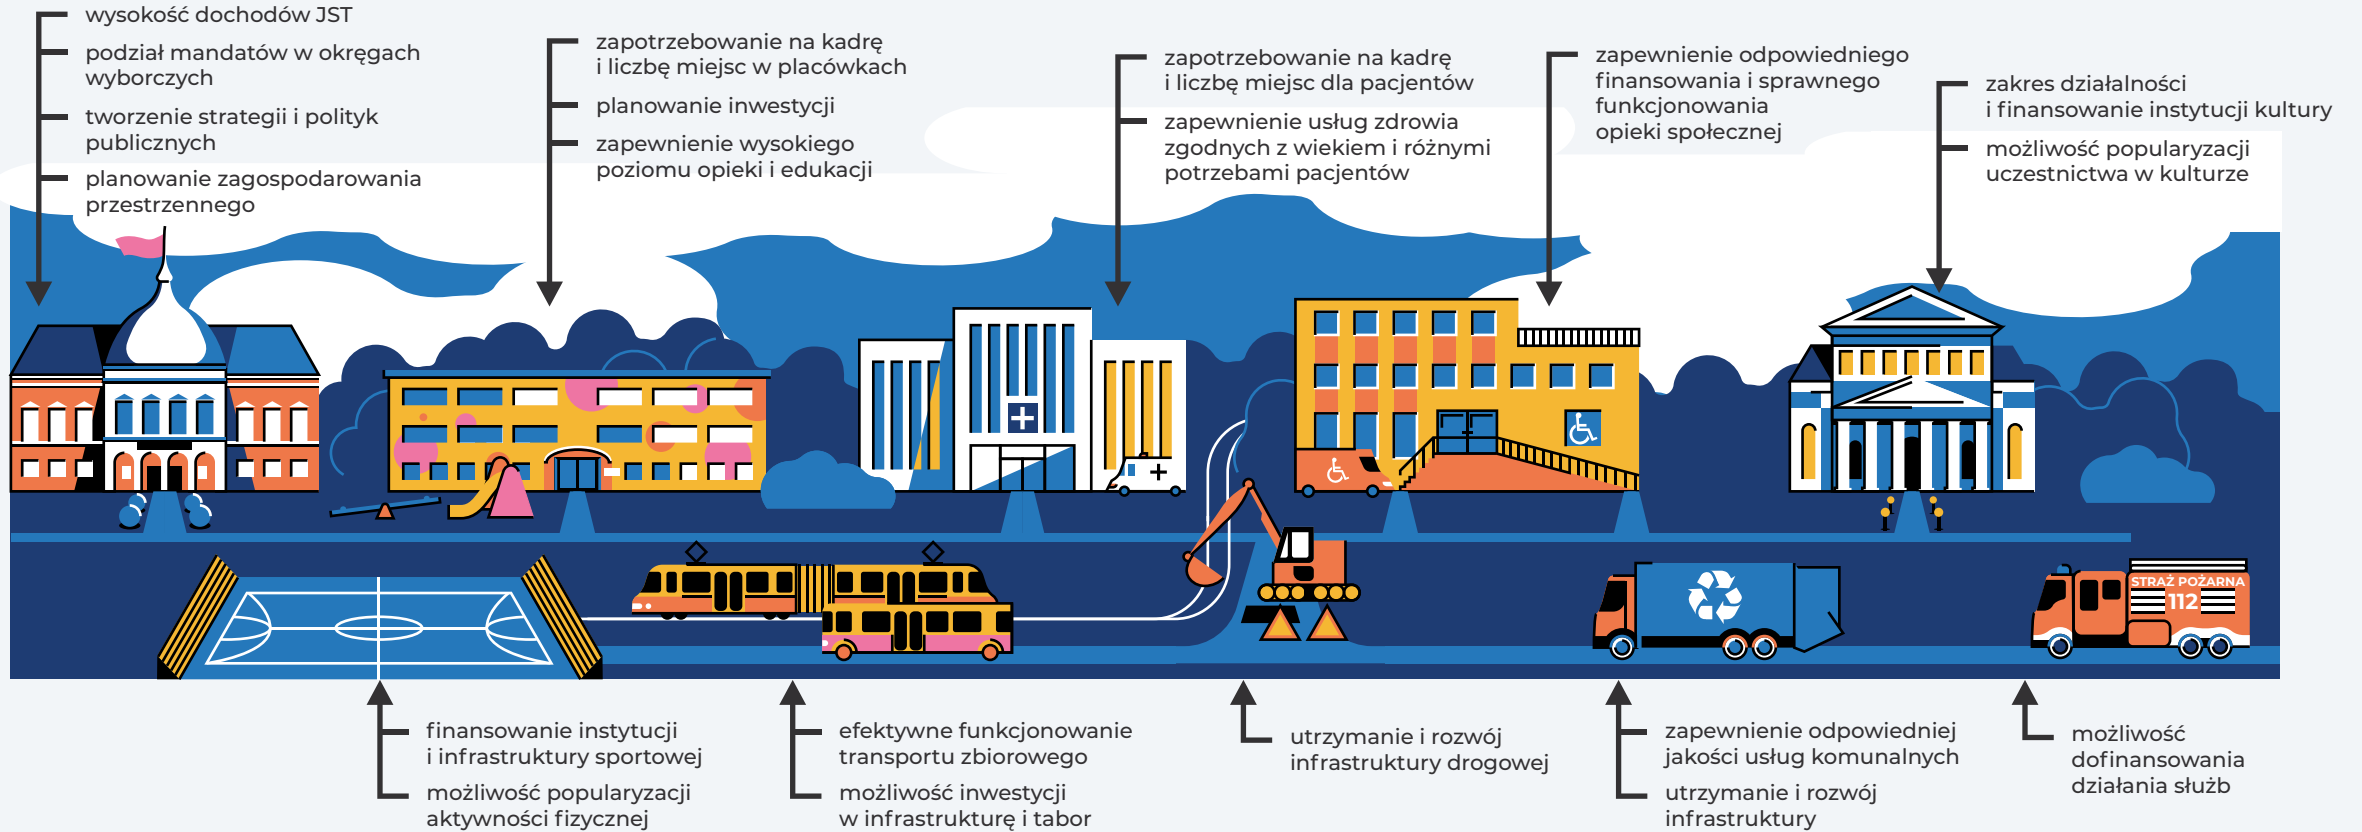 wysokość dochodów JST
podział mandatów w okręgach
wyborczych
tworzenie strategii i polityk
publicznych
planowanie zagospodarowania
przestrzennego
zapotrzebowanie na kadrę
i liczbę miejsc w placówkach
planowanie inwestycji
zapewnienie wysokiego
poziomu opieki i edukacji
zapotrzebowanie na kadrę
i liczbę miejsc dla pacjentów
zapewnienie usług zdrowia
zgodnych z wiekiem i różnymi
potrzebami pacjentów
zapewnienie odpowiedniego
finansowania i sprawnego
funkcjonowania
opieki społecznej
zakres działalności
i finansowanie instytucji kultury
możliwość popularyzacji
uczestnictwa w kulturze
STRAŻ POŻARNA
112
finansowanie instytucji
i infrastruktury sportowej
możliwość popularyzacji
aktywności fizycznej
efektywne funkcjonowanie
transportu zbiorowego
możliwość inwestycji
w infrastrukturę i tabor
utrzymanie i rozwój
infrastruktury drogowej
zapewnienie odpowiedniej
jakości usług komunalnych
utrzymanie i rozwój
infrastruktury
możliwość
dofinansowania
działania służb